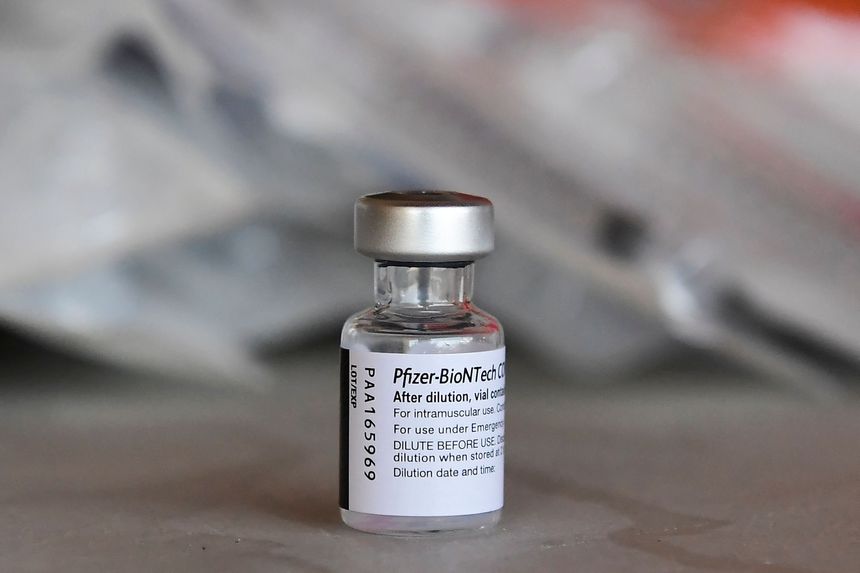 LOT/EXP
PAA165969
Pfizer-BioNTech CO
After dilution, vial
For intramuscular use.
For use under
DILUTE BEFORE USE.
dilution when stored at
Dilution date and time: